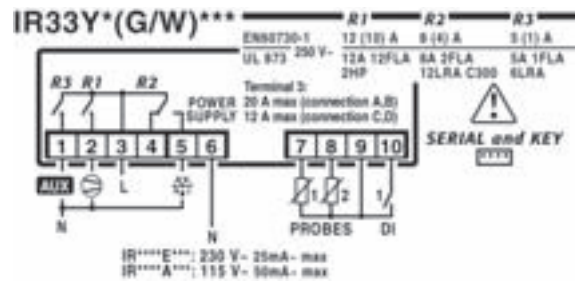 IR33Y*(G/W)*** R1 R2 R3
EN60730-1 12 (10) A 8 (4) A 5 (1) A
UL 873 250 V~ 12A 12FLA 8A 2FLA 5A 1FLA
2HP 12LRA C300 6LRA
R3 R1 R2
Terminal 3:
POWER 20 A max (connection A,B)
SUPPLY 12 A max (connection C,D)
SERIAL and KEY
1 2 3 4 5 6 7 8 9 10
AUX L 1 2 1
N N PROBES DI
IR****E***: 230 V~ 25mA~ max
IR****A***: 115 V~ 50mA~ max